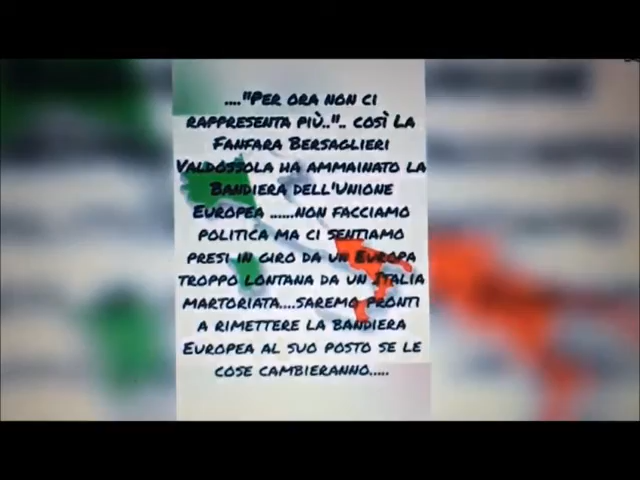 ...."Per ora non ci
rappresenta più..".. così La
Fanfara Bersaglieri
Valdossola ha ammainato la
Bandiera dell'Unione
Europea ......non facciamo
politica ma ci sentiamo
presi in giro da un Europa
troppo lontana da un Italia
martoriata....saremo pronti
a rimettere la bandiera
Europea al suo posto se le
cose cambieranno.....